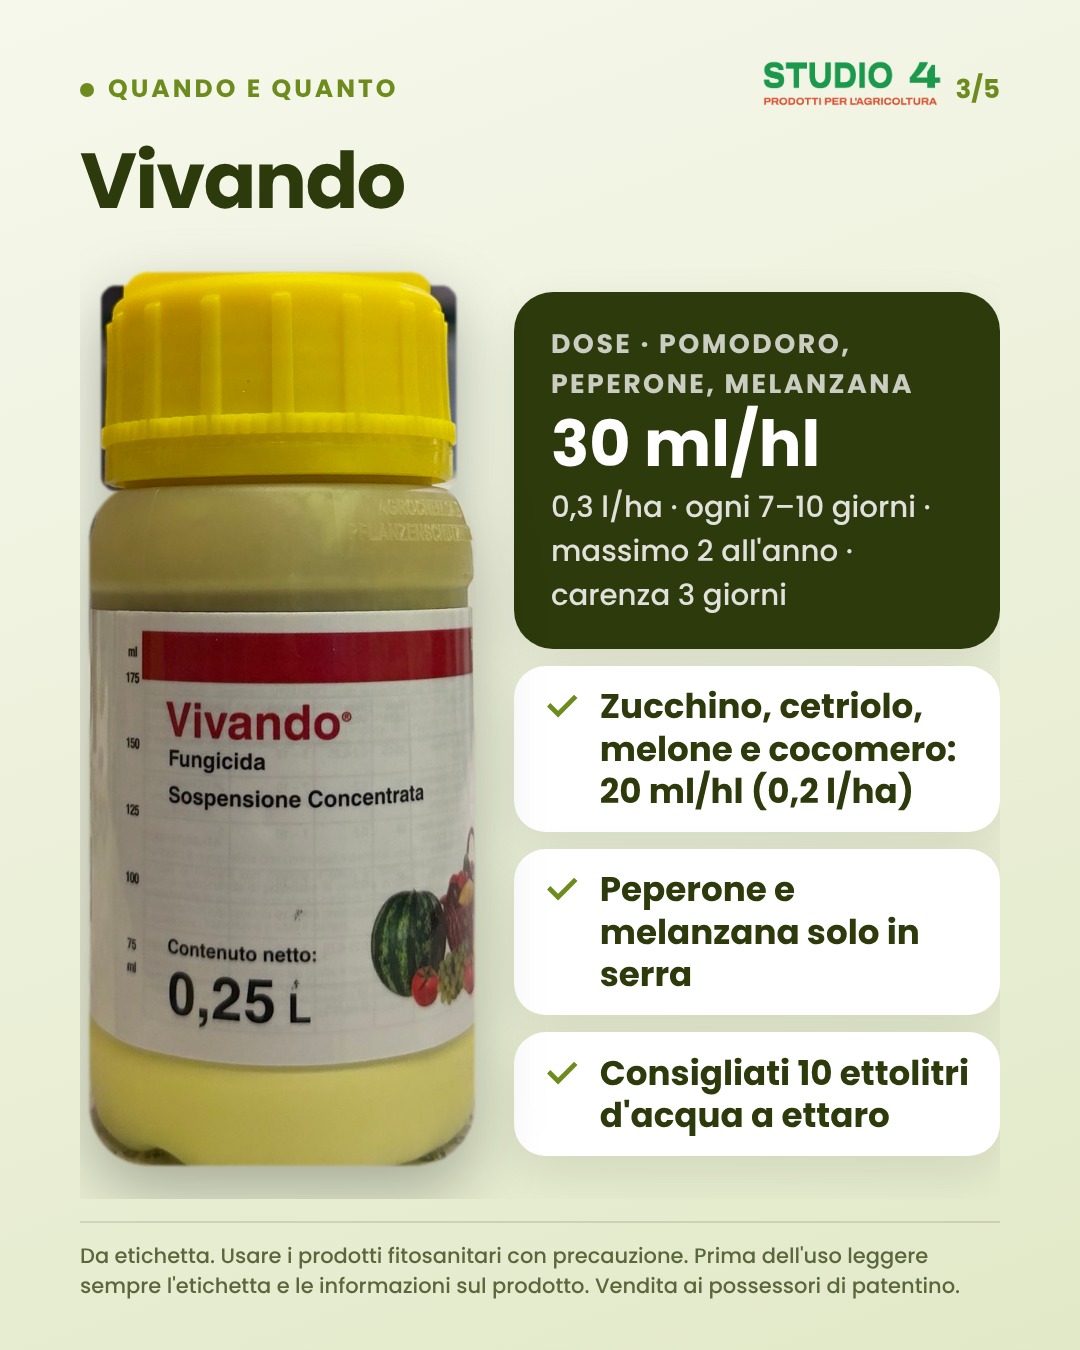 QUANDO E QUANTO
STUDIO 4
PRODOTTI PER L'AGRICOLTURA
3/5
Vivando
DOSE · POMODORO,
PEPERONE, MELANZANA
30 ml/hl
0,3 l/ha · ogni 7–10 giorni ·
massimo 2 all'anno ·
carenza 3 giorni
Zucchino, cetriolo,
melone e cocomero:
20 ml/hl (0,2 l/ha)
Peperone e
melanzana solo in
serra
Consigliati 10 ettolitri
d'acqua a ettaro
ml
175
150
125
100
75
ml
Vivando®
Fungicida
Sospensione Concentrata
Contenuto netto:
0,25 L
Da etichetta. Usare i prodotti fitosanitari con precauzione. Prima dell'uso leggere
sempre l'etichetta e le informazioni sul prodotto. Vendita ai possessori di patentino.